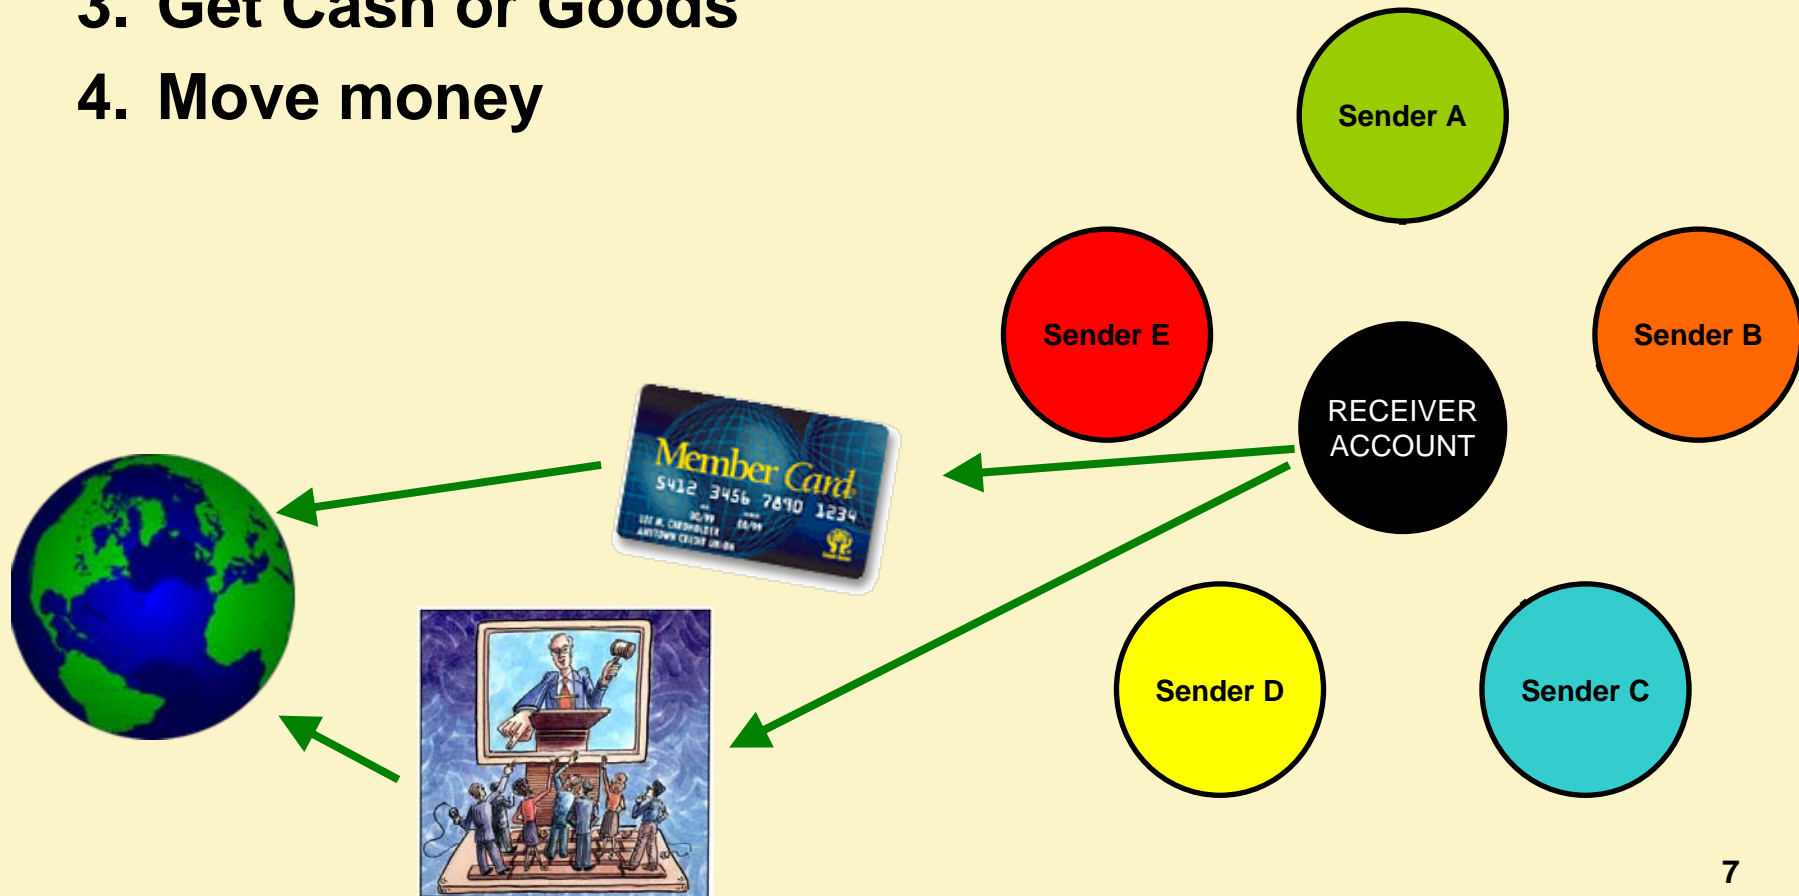 3. Get Cash or Goods
4. Move money
Sender A
Sender E
Sender B
RECEIVER
ACCOUNT
Member Card
5412 3456 7890 1234
Sender D
Sender C
7